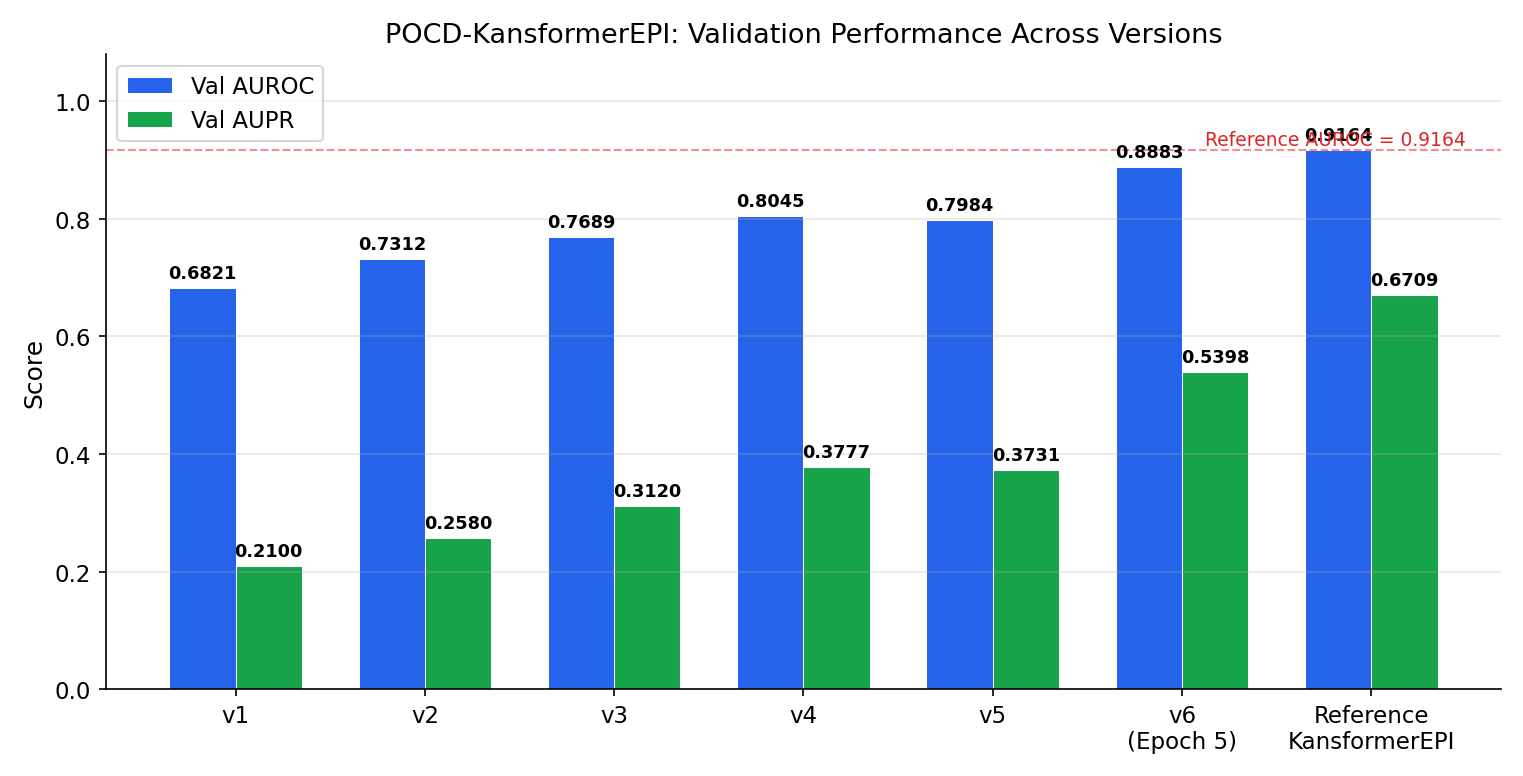 POCD-KansformerEPI: Validation Performance Across Versions
Val AUROC
Val AUPR
Reference AUROC = 0.9164
Score
1.0
0.8
0.6
0.4
0.2
0.0
0.6821
0.2100
0.7312
0.2580
0.7689
0.3120
0.8045
0.3777
0.7984
0.3731
0.8883
0.5398
0.9164
0.6709
v1
v2
v3
v4
v5
v6
(Epoch 5)
Reference
KansformerEPI